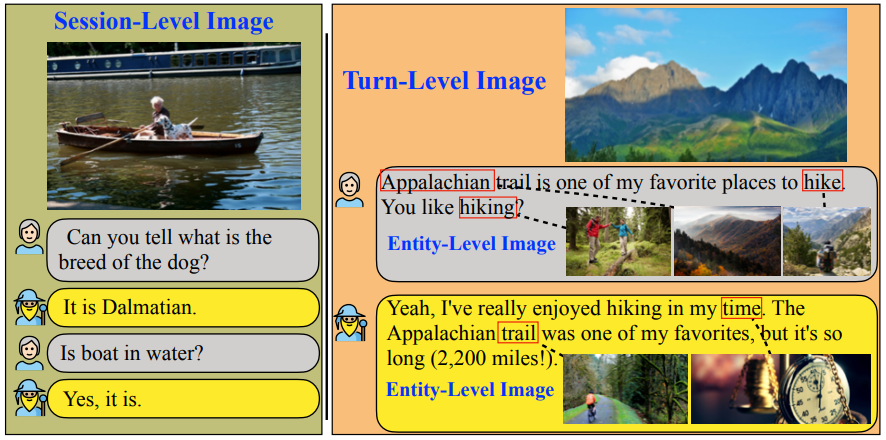 Session-Level Image
Can you tell what is the
breed of the dog?
It is Dalmatian.
Is boat in water?
Yes, it is.
Turn-Level Image
Appalachian trail is one of my favorite places to hike.
You like hiking?
Entity-Level Image
Yeah, I've really enjoyed hiking in my time. The
Appalachian trail was one of my favorites, but it's so
long (2,200 miles!).
Entity-Level Image